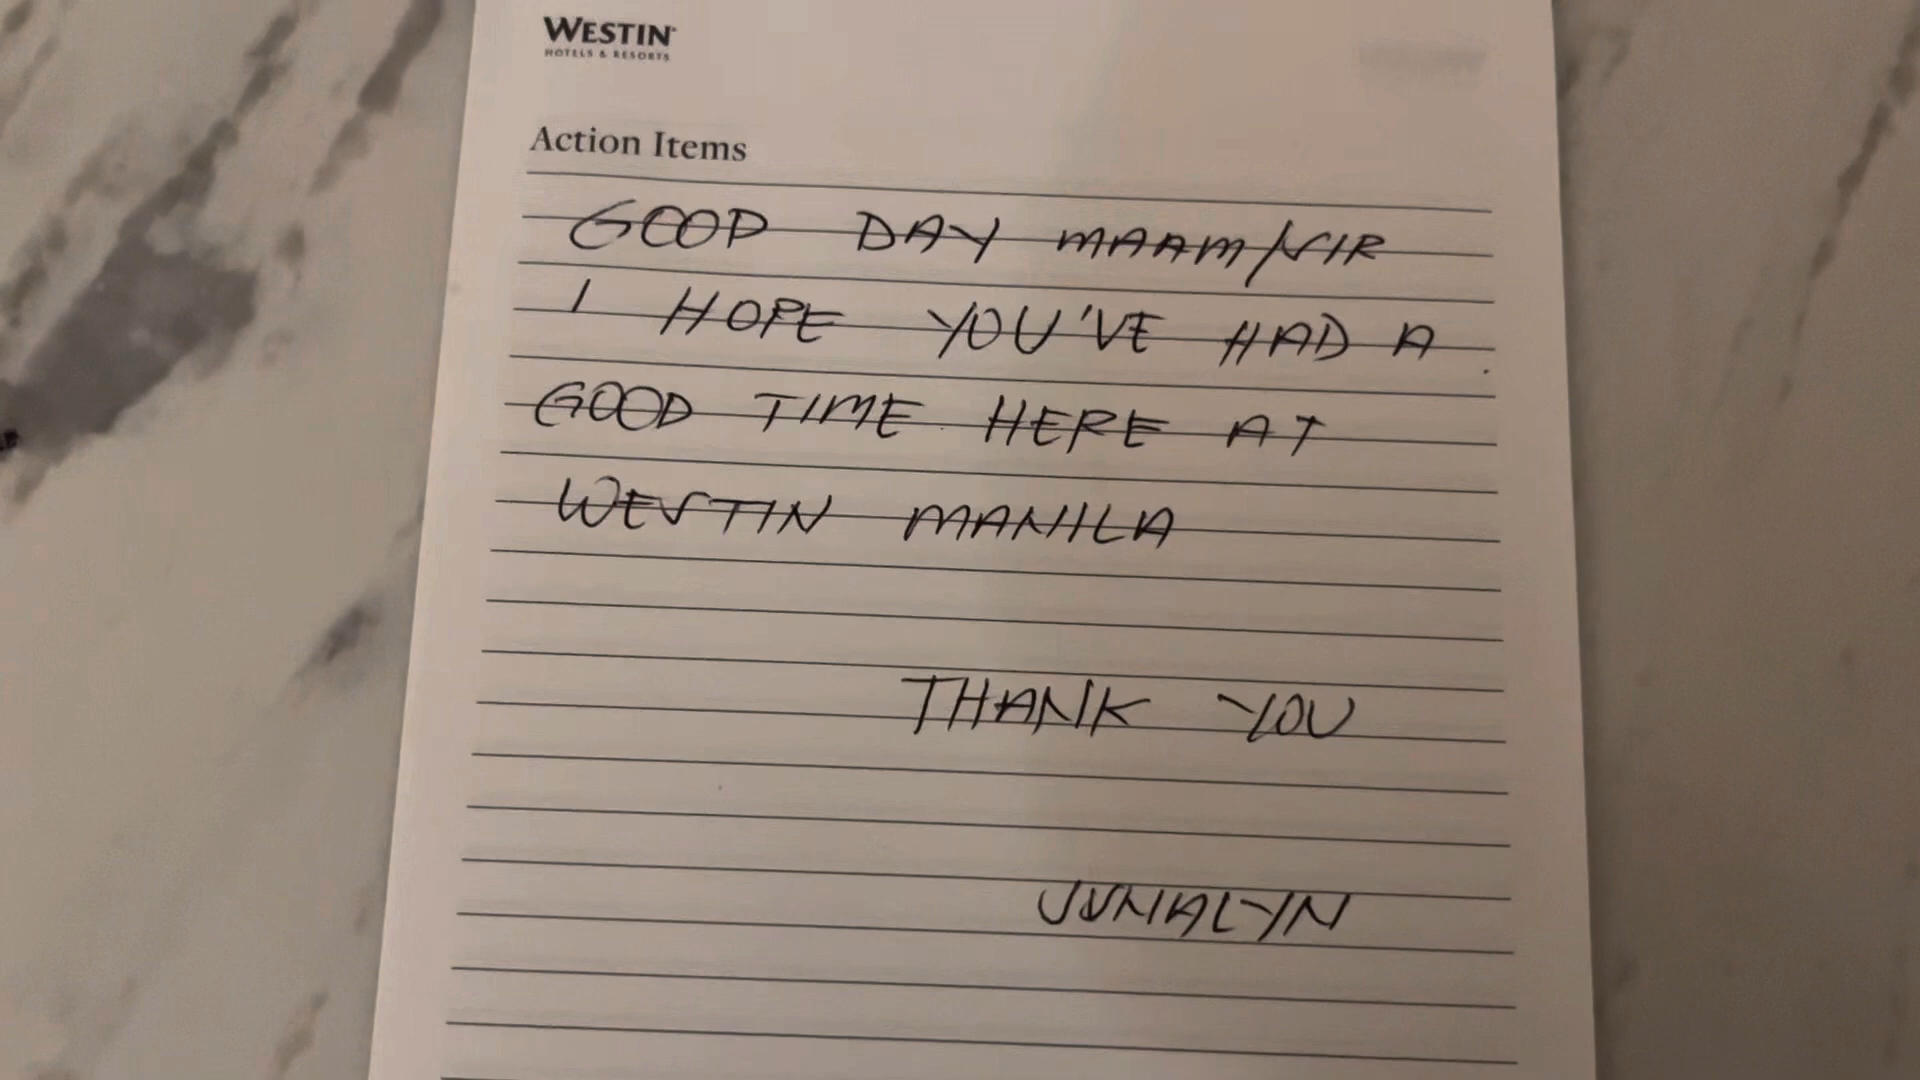 WESTIN
HOTELS & RESORTS
Action Items
GOOD DAY MAAM/SIR
I HOPE YOU'VE HAD A
GOOD TIME HERE AT
WESTIN MANILA
THANK YOU
JUNALYN